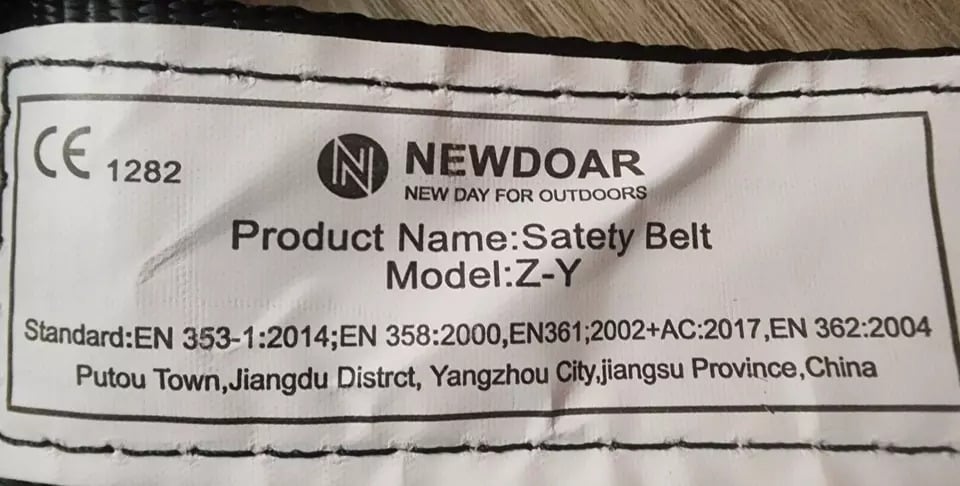 CE 1282
NEWDOAR
NEW DAY FOR OUTDOORS
Product Name:Satety Belt
Model:Z-Y
Standard:EN 353-1:2014;EN 358:2000,EN361;2002+AC:2017,EN 362:2004
Putou Town,Jiangdu Distrct, Yangzhou City,jiangsu Province,China